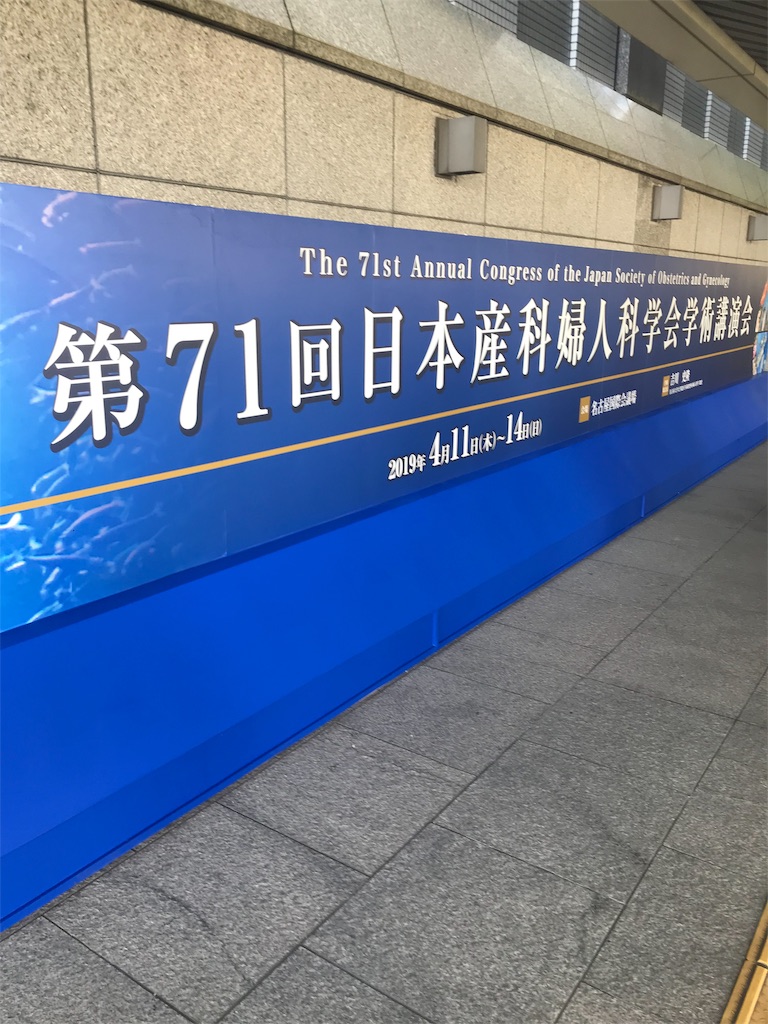 The 71st Annual Congress of the Japan Society of Obstetrics and Gynecology
第71回日本産科婦人科学会学術講演会
2019年 4月11日(木)~14日(日)
会場 名古屋国際会議場